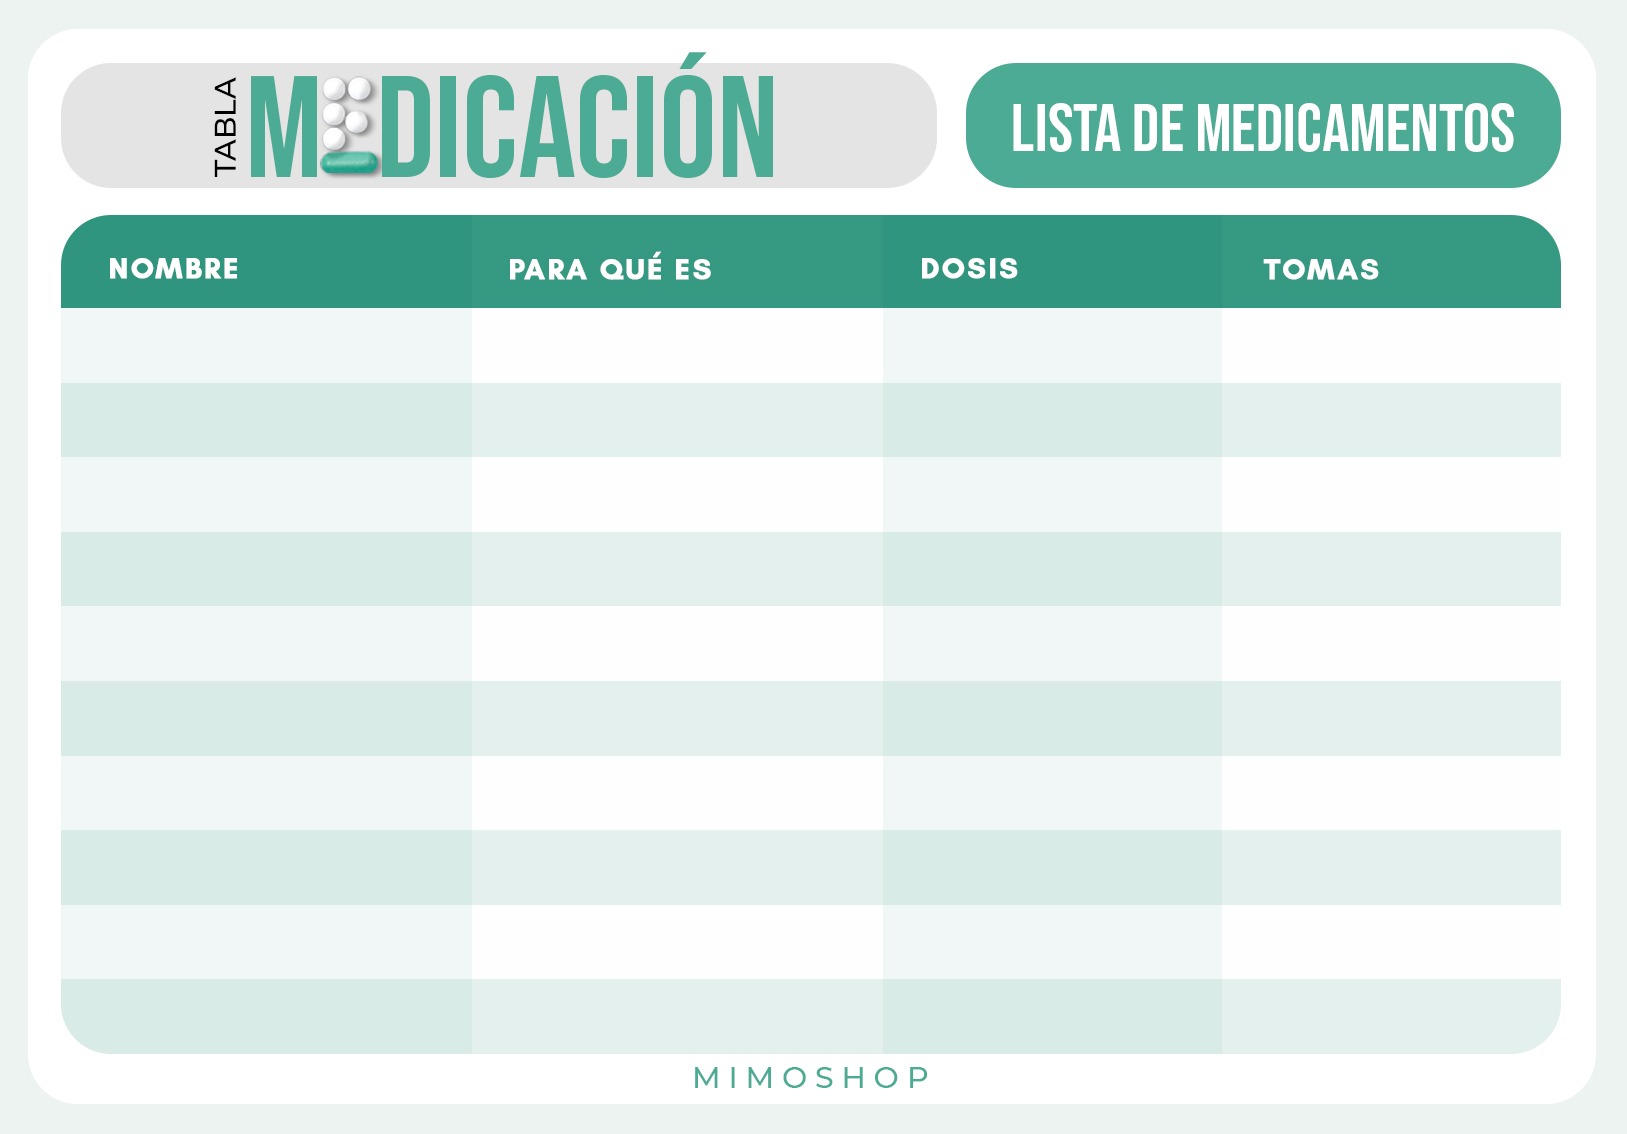 TABLA
MEDICACIÓN
LISTA DE MEDICAMENTOS
NOMBRE
PARA QUÉ ES
DOSIS
TOMAS
MIMOSHOP